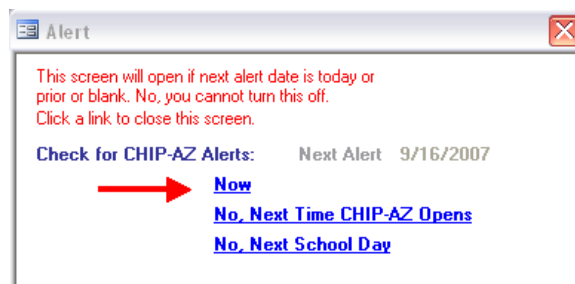 Alert
This screen will open if next alert date is today or
prior or blank. No, you cannot turn this off.
Click a link to close this screen.
Check for CHIP-AZ Alerts: Next Alert 9/16/2007
Now
No, Next Time CHIP-AZ Opens
No, Next School Day